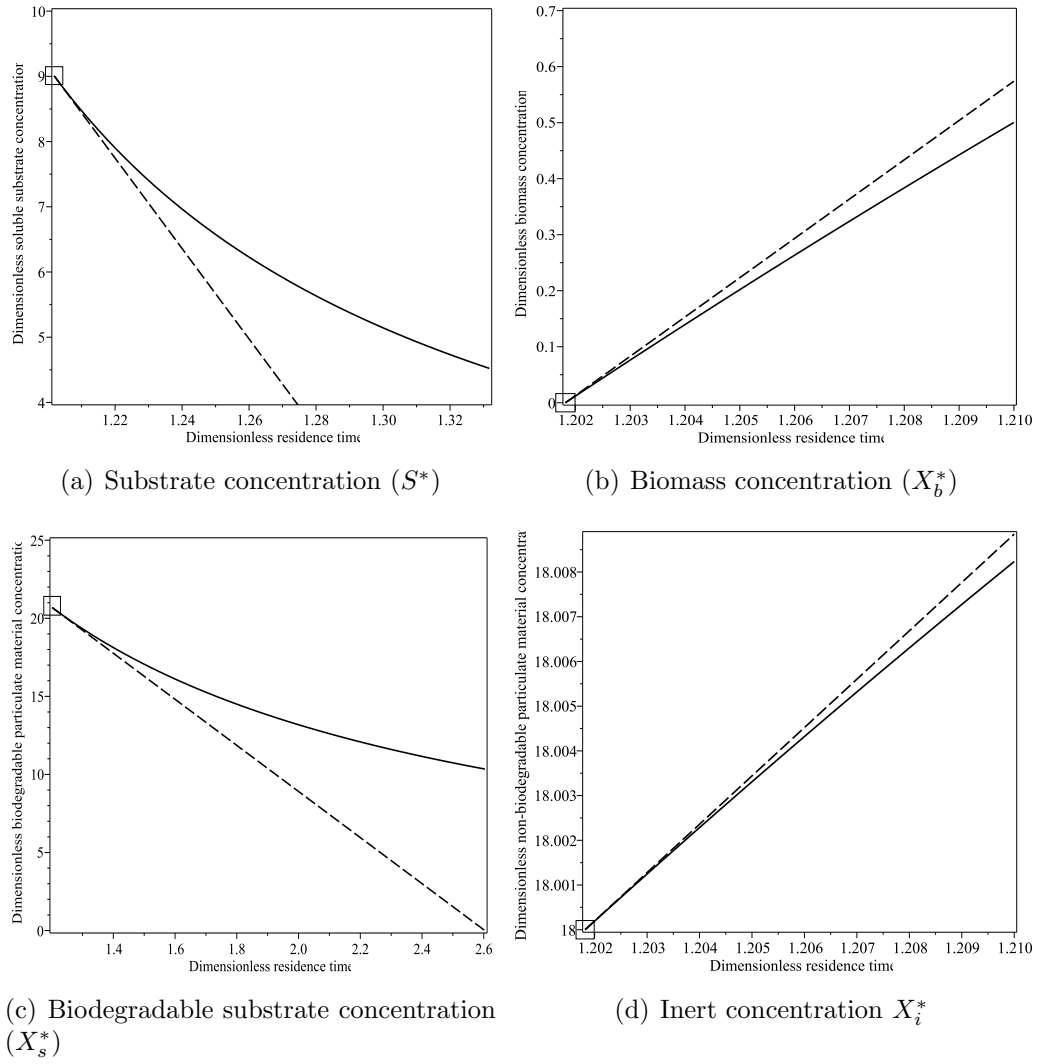 10
9
8
7
6
5
4
Dimensionless soluble substrate concentration
1.22 1.24 1.26 1.28 1.30 1.32
Dimensionless residence time
(a) Substrate concentration (S*)
0.7
0.6
0.5
0.4
0.3
0.2
0.1
0
Dimensionless biomass concentration
1.202 1.203 1.204 1.205 1.206 1.207 1.208 1.209 1.210
Dimensionless residence time
(b) Biomass concentration (X_b^*)
25
20
15
10
5
0
Dimensionless biodegradable particulate material concentratic
1.4 1.6 1.8 2.0 2.2 2.4 2.6
Dimensionless residence time
(c) Biodegradable substrate concentration
(X_s^*)
18.008
18.007
18.006
18.005
18.004
18.003
18.002
18.001
18
Dimensionless non-biodegradable particulate material concentra
1.202 1.203 1.204 1.205 1.206 1.207 1.208 1.209 1.210
Dimensionless residence time
(d) Inert concentration X_i^*